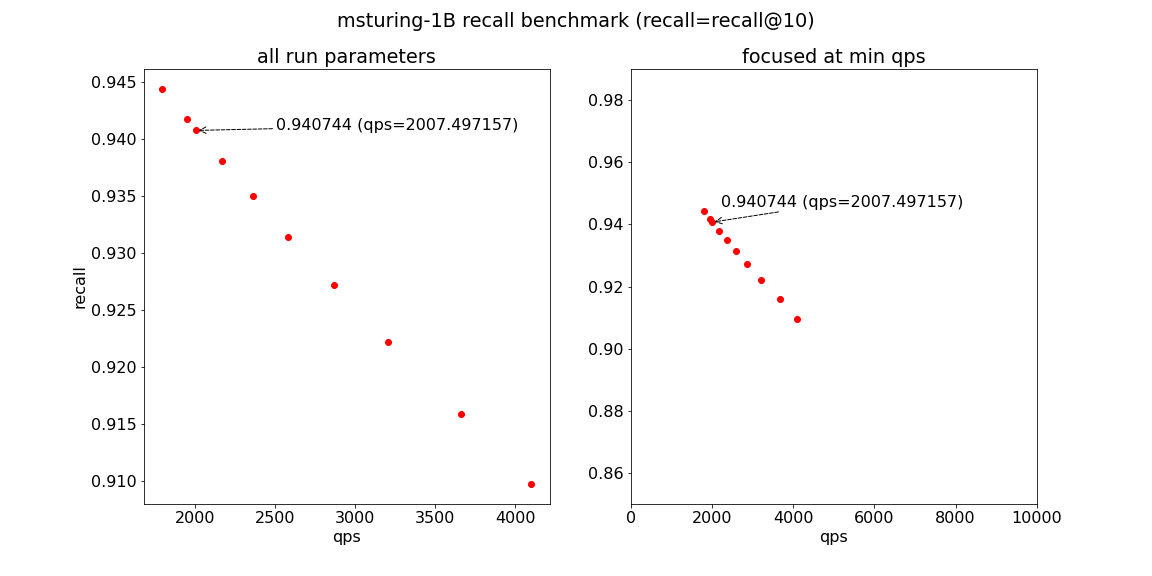 msturing-1B recall benchmark (recall=recall@10)
all run parameters
0.945
0.940
0.935
0.930
0.925
0.920
0.915
0.910
recall
0.940744 (qps=2007.497157)
2000 2500 3000 3500 4000
qps
focused at min qps
0.98
0.96
0.94
0.92
0.90
0.88
0.86
0.940744 (qps=2007.497157)
0 2000 4000 6000 8000 10000
qps